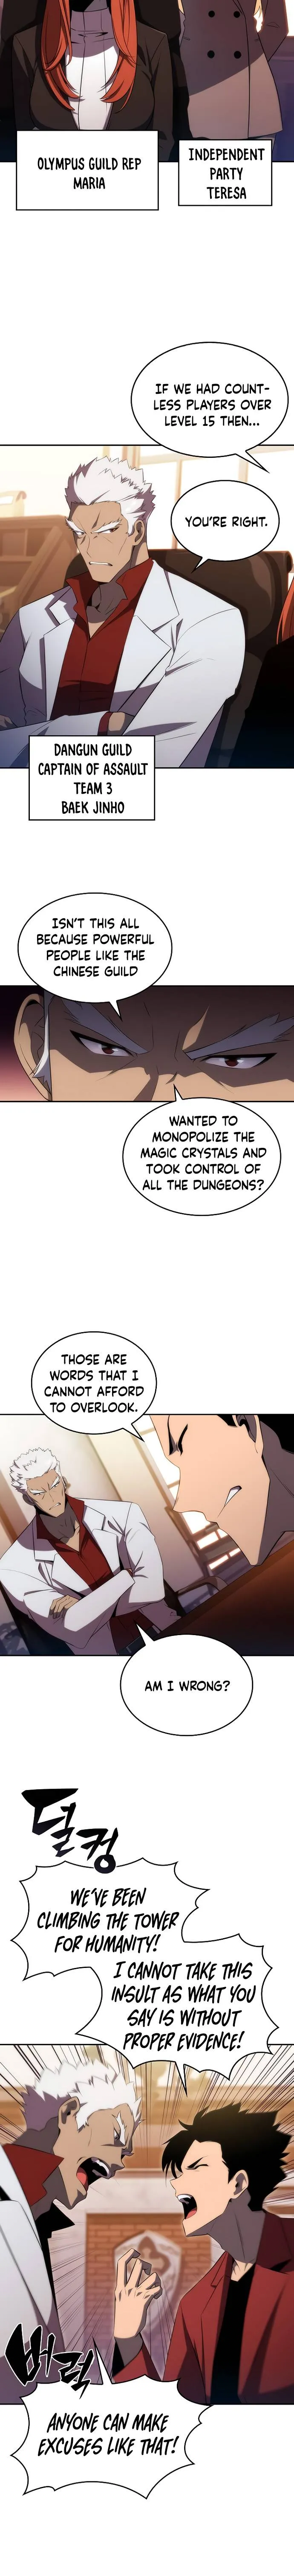 OLYMPUS GUILD REP
MARIA
INDEPENDENT
PARTY
TERESA
IF WE HAD COUNT-
LESS PLAYERS OVER
LEVEL 15 THEN...
YOU'RE RIGHT.
DANGUN GUILD
CAPTAIN OF ASSAULT
TEAM 3
BAEK JINHO
ISN'T THIS ALL
BECAUSE POWERFUL
PEOPLE LIKE THE
CHINESE GUILD
WANTED TO
MONOPOLIZE THE
MAGIC CRYSTALS AND
TOOK CONTROL OF
ALL THE DUNGEONS?
THOSE ARE
WORDS THAT I
CANNOT AFFORD
TO OVERLOOK.
AM I WRONG?
덜컹
WE'VE BEEN
CLIMBING THE TOWER
FOR HUMANITY!
I CANNOT TAKE THIS
INSULT AS WHAT YOU
SAY IS WITHOUT
PROPER EVIDENCE!
버럭
ANYONE CAN MAKE
EXCUSES LIKE THAT!